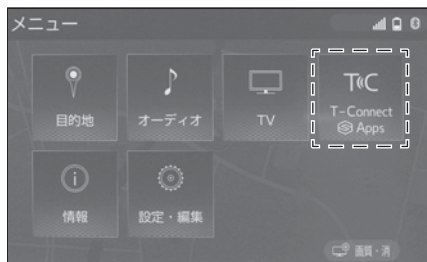 メニュー
目的地
オーディオ
TV
T«C
T-Connect
Apps
情報
設定・編集
画質・消